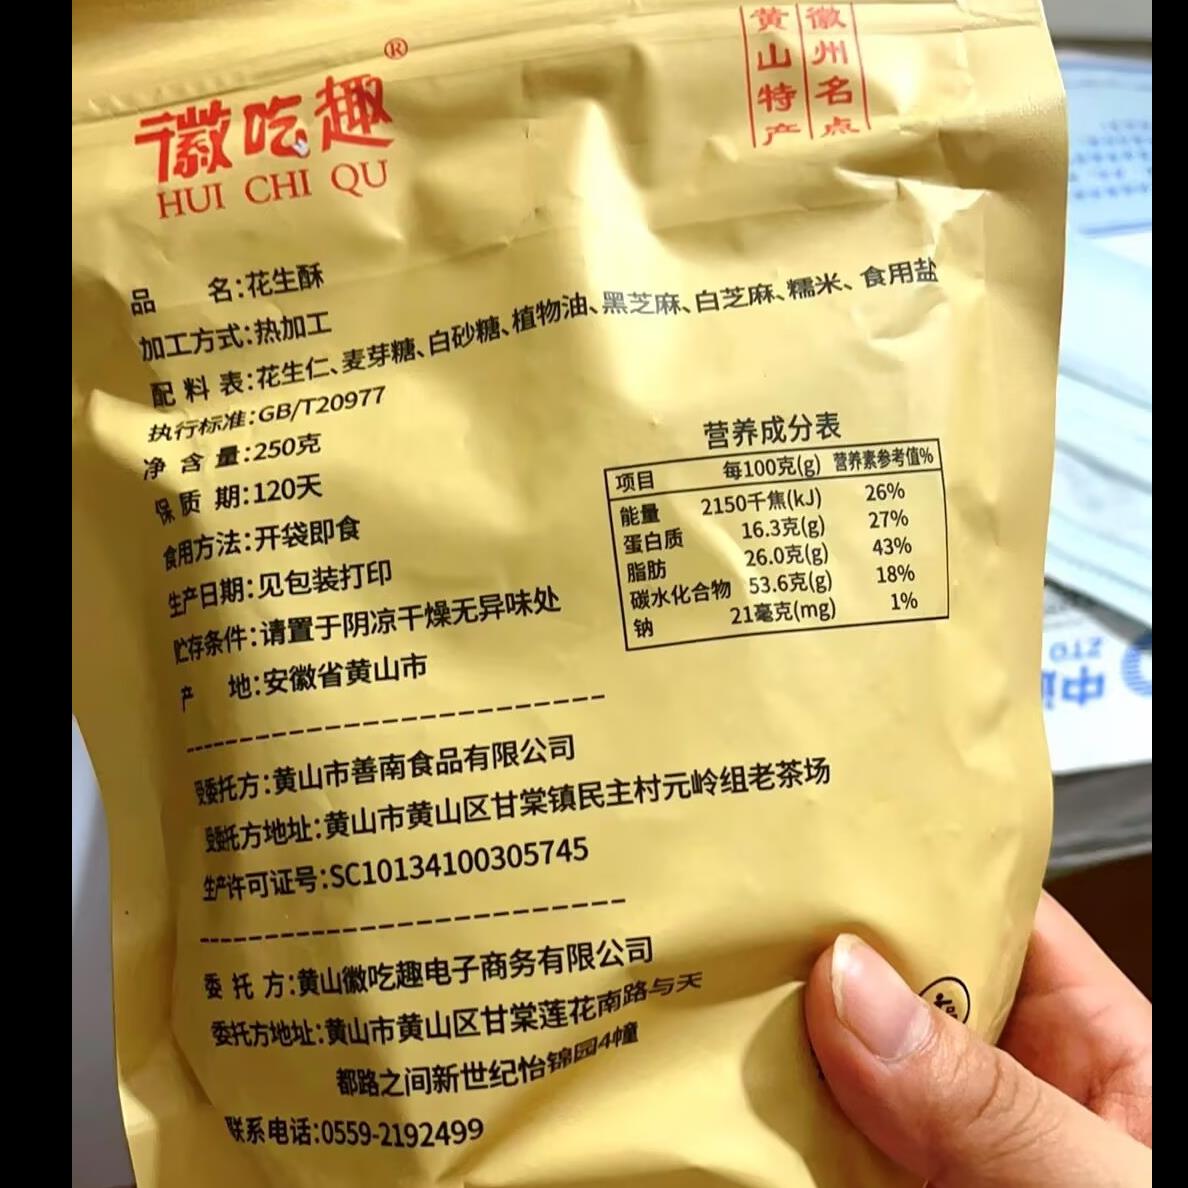 徽吃趣®
HUI CHI QU
徽州名点
黄山特产
品 名:花生酥
加工方式:热加工
配料表:花生仁、麦芽糖、白砂糖、植物油、黑芝麻、白芝麻、糯米、食用盐
执行标准:GB/T20977
净含量:250克
保质期:120天
食用方法:开袋即食
生产日期:见包装打印
贮存条件:请置于阴凉干燥无异味处
产 地:安徽省黄山市
营养成分表
项目 每100克(g) 营养素参考值%
能量 2150千焦(kJ) 26%
蛋白质 16.3克(g) 27%
脂肪 26.0克(g) 43%
碳水化合物 53.6克(g) 18%
钠 21毫克(mg) 1%
受委托方:黄山市善南食品有限公司
受委托方地址:黄山市黄山区甘棠镇民主村元岭组老茶场
生产许可证号:SC10134100305745
委托方:黄山徽吃趣电子商务有限公司
委托方地址:黄山市黄山区甘棠莲花南路与天
都路之间新世纪怡锦园4幢
联系电话:0559-2192499
ZTO
中